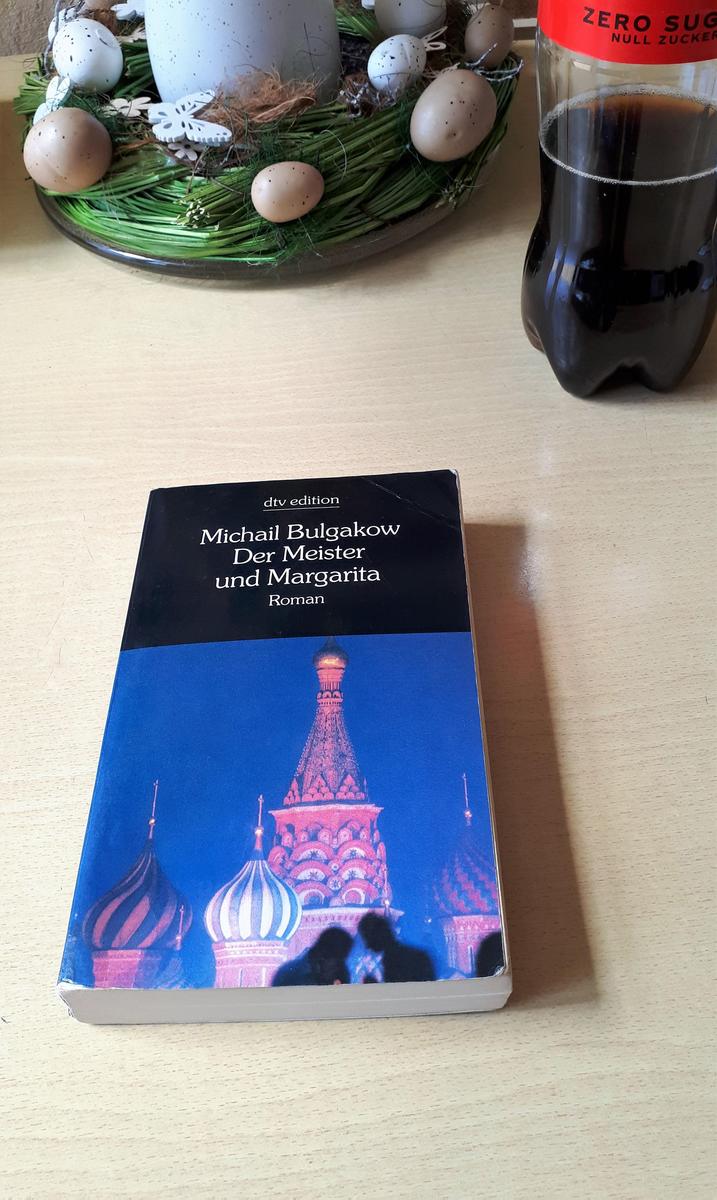 ZERO SUG
NULL ZUCKER
dtv edition
Michail Bulgakow
Der Meister
und Margarita
Roman